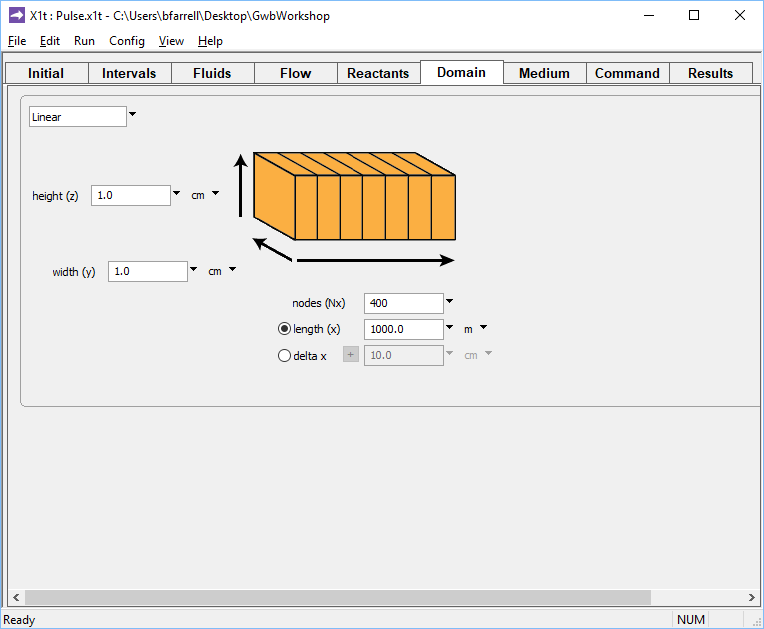 X1t : Pulse.x1t - C:\Users\bfarrell\Desktop\GwbWorkshop
File Edit Run Config View Help
Initial Intervals Fluids Flow Reactants Domain Medium Command Results
Linear
height (z) 1.0 cm
width (y) 1.0 cm
nodes (Nx) 400
length (x) 1000.0 m
delta x + 10.0 cm
Ready NUM